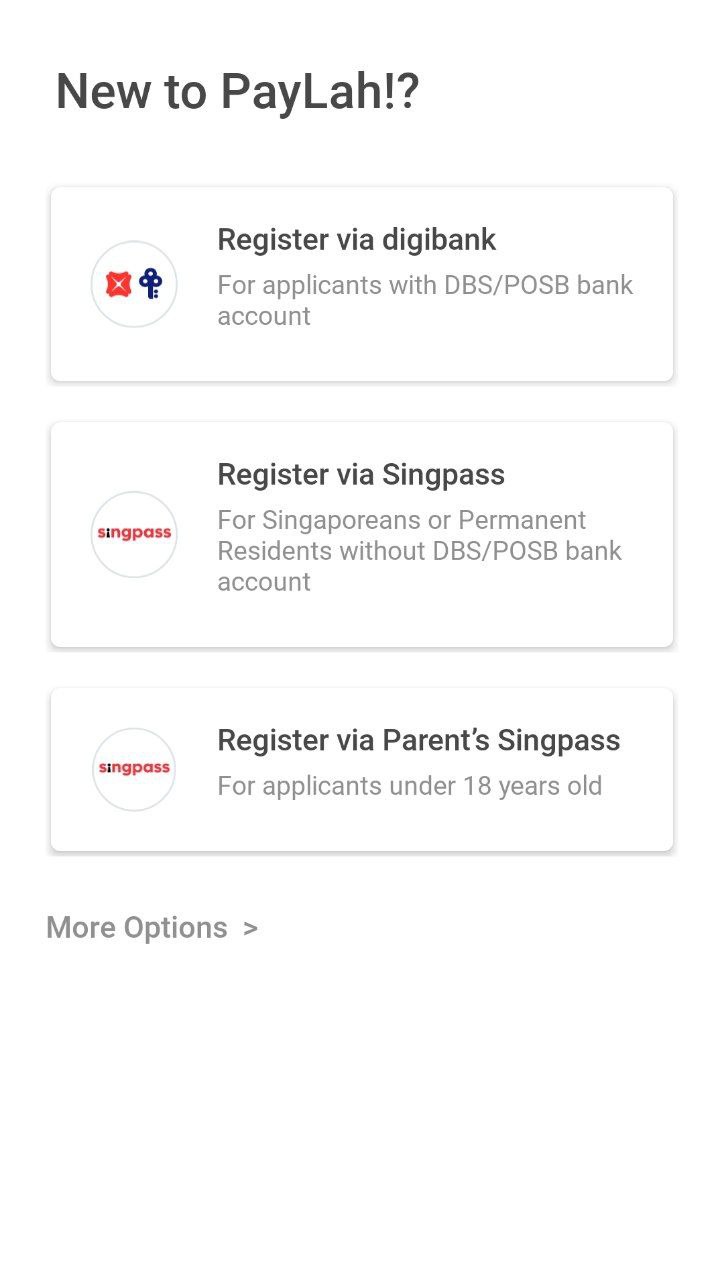 New to PayLah!?
Register via digibank
For applicants with DBS/POSB bank
account
singpass
Register via Singpass
For Singaporeans or Permanent
Residents without DBS/POSB bank
account
singpass
Register via Parent’s Singpass
For applicants under 18 years old
More Options >